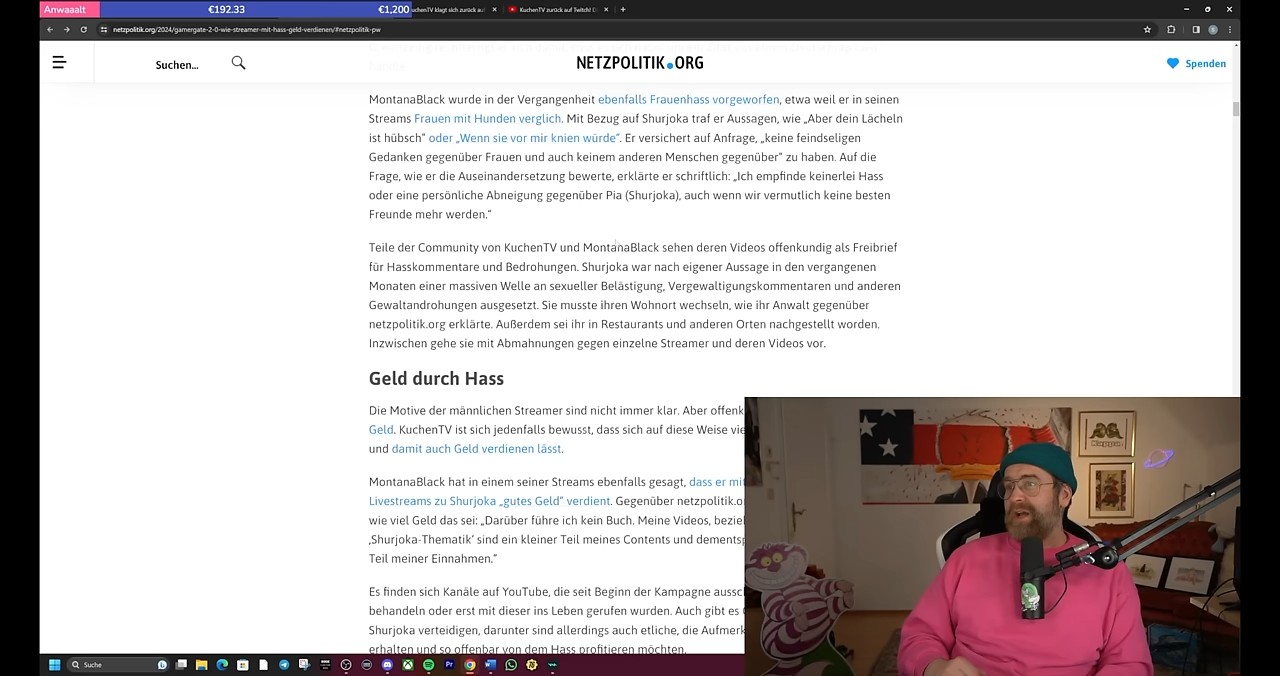 Anwaaalt €192.33 €1,200
uchenTV klagt sich zurück au
KuchenTV zurück auf Twitch!
netzpolitik.org/2024/gamergate-2-0-wie-streamer-mit-hass-geld-verdienen/#netzpolitik-pw
Suchen...
NETZPOLITIK.ORG
Spenden
MontanaBlack wurde in der Vergangenheit ebenfalls Frauenhass vorgeworfen, etwa weil er in seinen
Streams Frauen mit Hunden verglich. Mit Bezug auf Shurjoka traf er Aussagen, wie „Aber dein Lächeln
ist hübsch“ oder „Wenn sie vor mir knien würde“. Er versichert auf Anfrage, „keine feindseligen
Gedanken gegenüber Frauen und auch keinem anderen Menschen gegenüber“ zu haben. Auf die
Frage, wie er die Auseinandersetzung bewerte, erklärte er schriftlich: „Ich empfinde keinerlei Hass
oder eine persönliche Abneigung gegenüber Pia (Shurjoka), auch wenn wir vermutlich keine besten
Freunde mehr werden.“
Teile der Community von KuchenTV und MontanaBlack sehen deren Videos offenkundig als Freibrief
für Hasskommentare und Bedrohungen. Shurjoka war nach eigener Aussage in den vergangenen
Monaten einer massiven Welle an sexueller Belästigung, Vergewaltigungskommentaren und anderen
Gewaltandrohungen ausgesetzt. Sie musste ihren Wohnort wechseln, wie ihr Anwalt gegenüber
netzpolitik.org erklärte. Außerdem sei ihr in Restaurants und anderen Orten nachgestellt worden.
Inzwischen gehe sie mit Abmahnungen gegen einzelne Streamer und deren Videos vor.
Geld durch Hass
Die Motive der männlichen Streamer sind nicht immer klar. Aber offenk
Geld. KuchenTV ist sich jedenfalls bewusst, dass sich auf diese Weise vie
und damit auch Geld verdienen lässt.
MontanaBlack hat in einem seiner Streams ebenfalls gesagt, dass er mit
Livestreams zu Shurjoka „gutes Geld“ verdient. Gegenüber netzpolitik.o
wie viel Geld das sei: „Darüber führe ich kein Buch. Meine Videos, bezie
‚Shurjoka-Thematik‘ sind ein kleiner Teil meines Contents und dementsp
Teil meiner Einnahmen.“
Es finden sich Kanäle auf YouTube, die seit Beginn der Kampagne aussc
behandeln oder erst mit dieser ins Leben gerufen wurden. Auch gibt es
Shurjoka verteidigen, darunter sind allerdings auch etliche, die Aufmerk
erhalten und so offenbar von dem Hass profitieren möchten.
Kappa
Suche